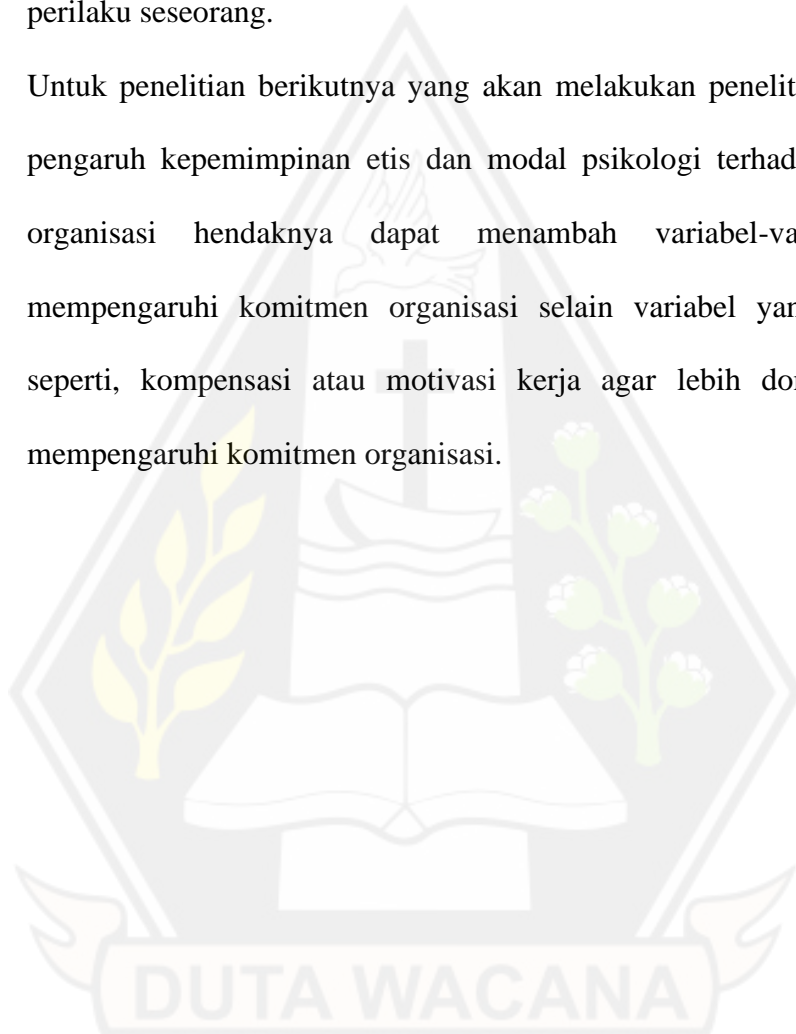 perilaku seseorang.
Untuk penelitian berikutnya yang akan melakukan penelit
pengaruh kepemimpinan etis dan modal psikologi terhad
organisasi hendaknya dapat menambah variabel-va
mempengaruhi komitmen organisasi selain variabel yan
seperti, kompensasi atau motivasi kerja agar lebih do
mempengaruhi komitmen organisasi.
DUTA WACANA